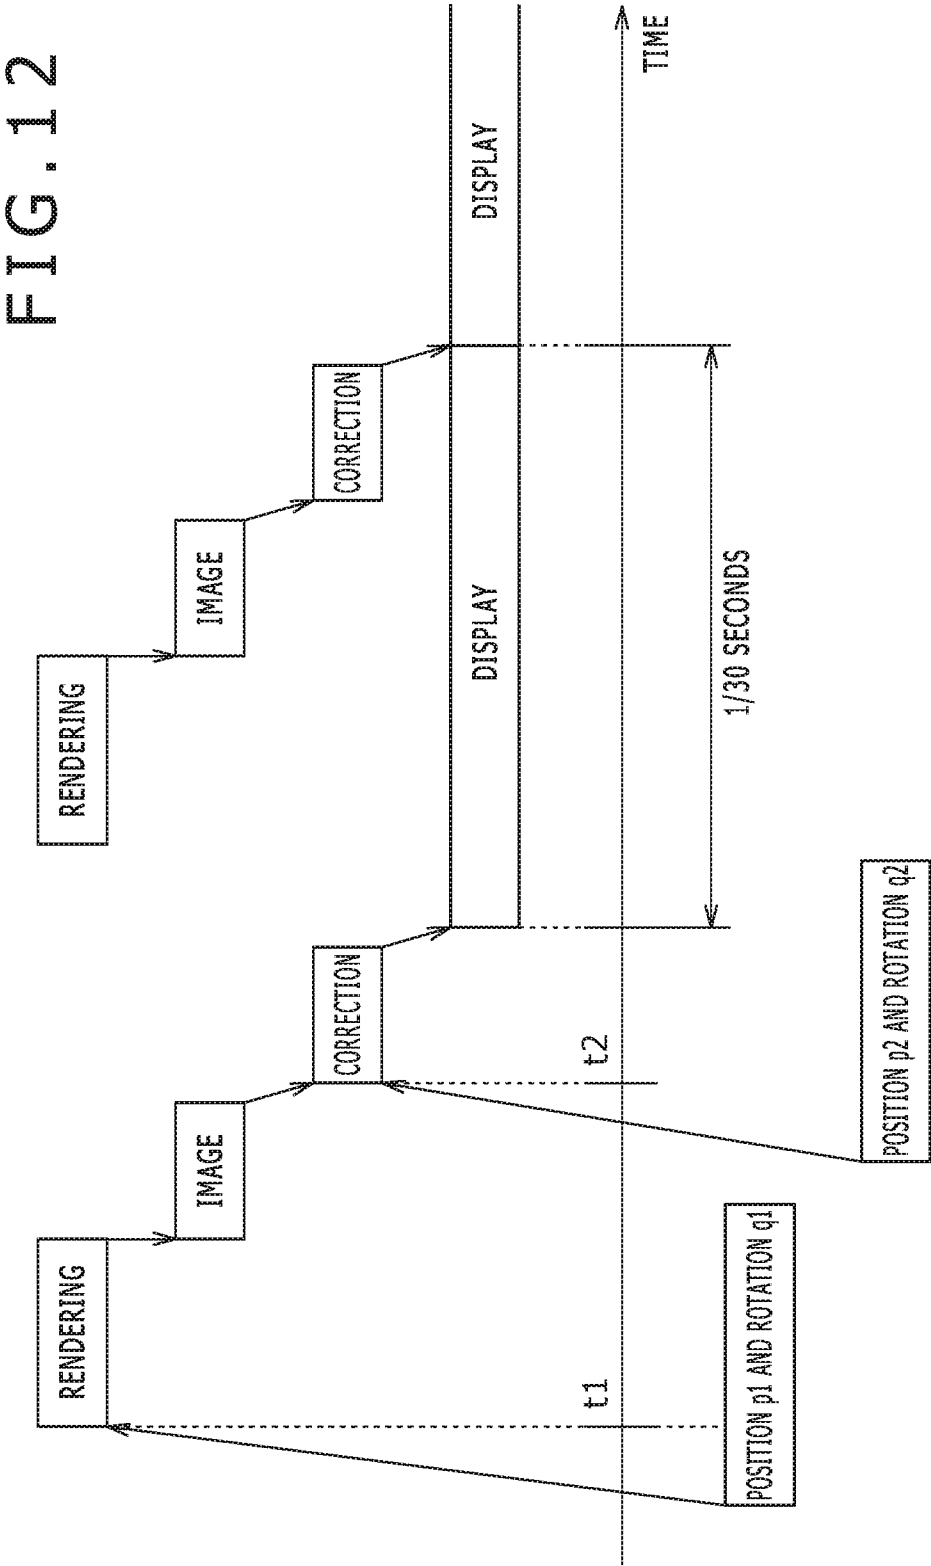 FIG.12
RENDERING
RENDERING
IMAGE
IMAGE
CORRECTION
CORRECTION
DISPLAY
DISPLAY
t1
t2
TIME
1/30 SECONDS
POSITION p1 AND ROTATION q1
POSITION p2 AND ROTATION q2